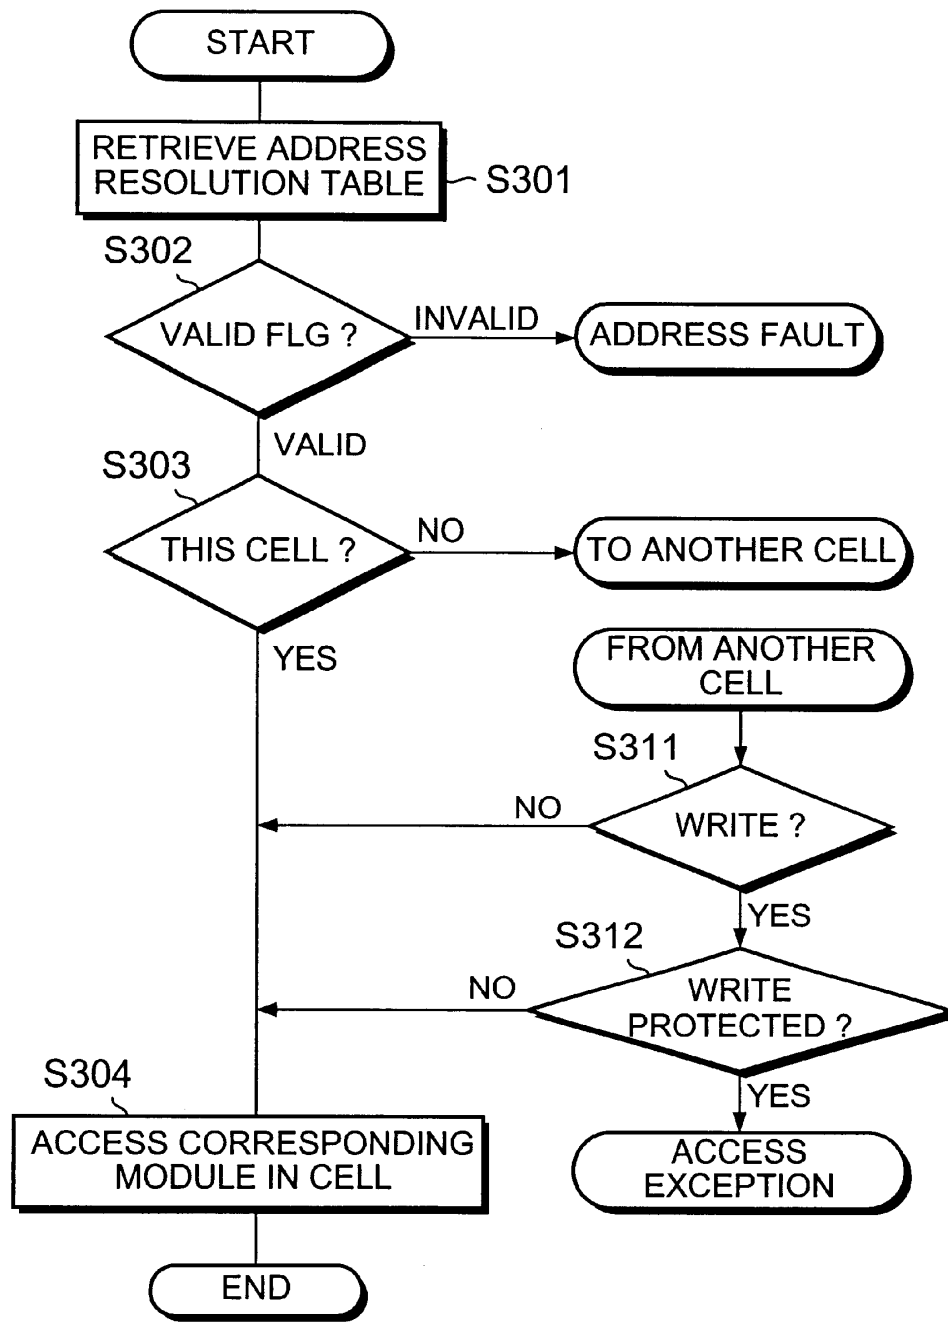 START
RETRIEVE ADDRESS
RESOLUTION TABLE
S301
S302
VALID FLG ?
INVALID
ADDRESS FAULT
VALID
S303
THIS CELL ?
NO
TO ANOTHER CELL
YES
FROM ANOTHER
CELL
S311
WRITE ?
NO
YES
S312
WRITE
PROTECTED ?
NO
YES
S304
ACCESS CORRESPONDING
MODULE IN CELL
ACCESS
EXCEPTION
END